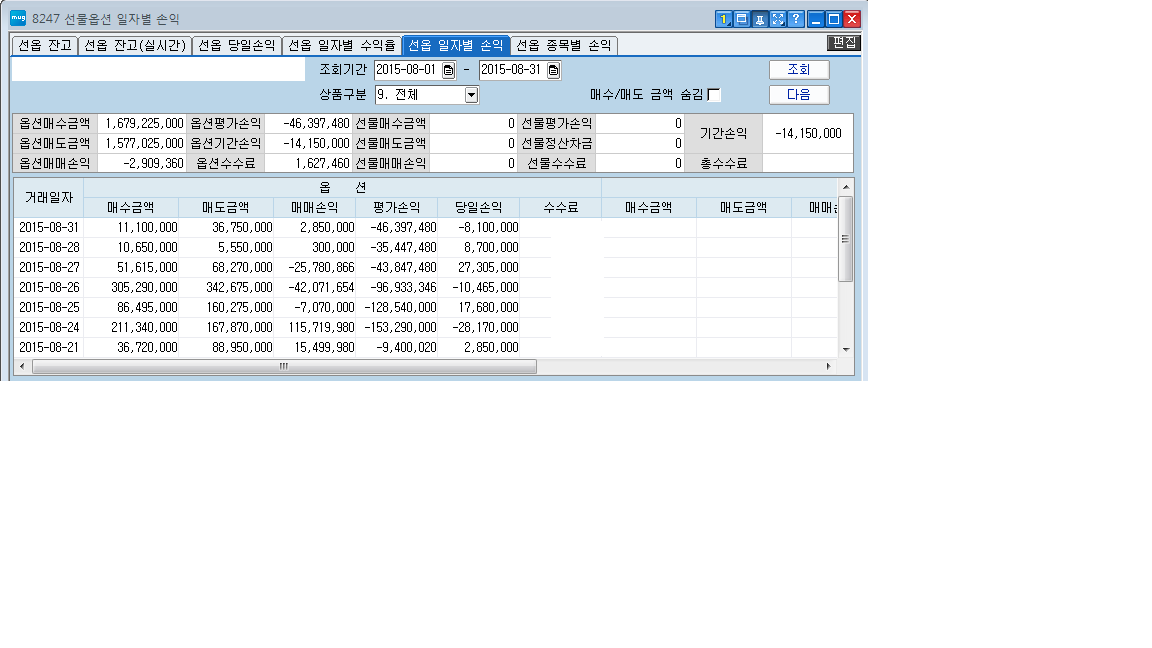 mug 8247 선물옵션 일자별 손익 1 ?
선옵 잔고 선옵 잔고(실시간) 선옵 당일손익 선옵 일자별 수익율 선옵 일자별 손익 선옵 종목별 손익 편집
조회기간 2015-08-01 - 2015-08-31 조회
상품구분 9. 전체 매수/매도 금액 숨김 다음
옵션매수금액 1,679,225,000 옵션평가손익 -46,397,480 선물매수금액 0 선물평가손익 0 기간손익 -14,150,000
옵션매도금액 1,577,025,000 옵션기간손익 -14,150,000 선물매도금액 0 선물정산차금 0
옵션매매손익 -2,909,360 옵션수수료 1,627,460 선물매매손익 0 선물수수료 0 총수수료
거래일자 옵 션
매수금액 매도금액 매매손익 평가손익 당일손익 수수료 매수금액 매도금액 매매
2015-08-31 11,100,000 36,750,000 2,850,000 -46,397,480 -8,100,000
2015-08-28 10,650,000 5,550,000 300,000 -35,447,480 8,700,000
2015-08-27 51,615,000 68,270,000 -25,780,866 -43,847,480 27,305,000
2015-08-26 305,290,000 342,675,000 -42,071,654 -96,933,346 -10,465,000
2015-08-25 86,495,000 160,275,000 -7,070,000 -128,540,000 17,680,000
2015-08-24 211,340,000 167,870,000 115,719,980 -153,290,000 -28,170,000
2015-08-21 36,720,000 88,950,000 15,499,980 -9,400,020 2,850,000